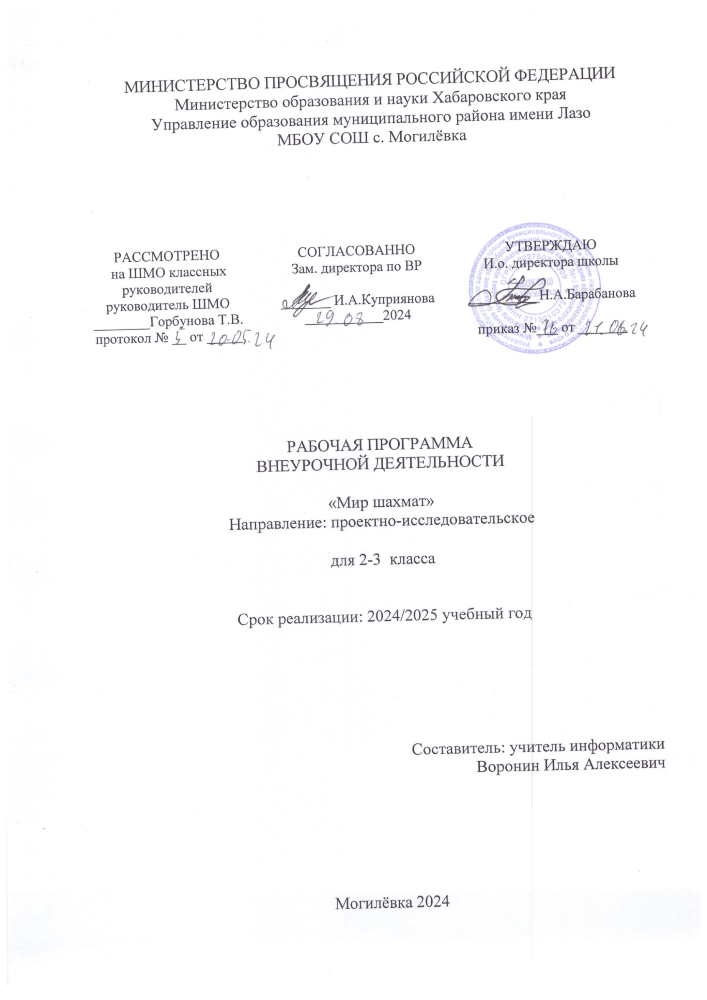 МИНИСТЕРСТВО ПРОСВЯЩЕНИЯ РОССИЙСКОЙ ФЕДЕРАЦИИ
Министерство образования и науки Хабаровского края
Управление образования муниципального района имени Лазо
МБОУ СОШ с. Могилёвка
РАССМОТРЕНО
на ШМО классных
руководителей
руководитель ШМО
________Горбунова Т.В.
протокол № 5 от 20.05.24
СОГЛАСОВАННО
Зам. директора по ВР
_______И.А.Куприянова
29.08 2024
УТВЕРЖДАЮ
И.о. директора школы
_______Н.А.Барабанова
приказ № 76 от 21.06.24
МБОУ СОШ
РАБОЧАЯ ПРОГРАММА
ВНЕУРОЧНОЙ ДЕЯТЕЛЬНОСТИ
«Мир шахмат»
Направление: проектно-исследовательское
для 2-3 класса
Срок реализации: 2024/2025 учебный год
Составитель: учитель информатики
Воронин Илья Алексеевич
Могилёвка 2024